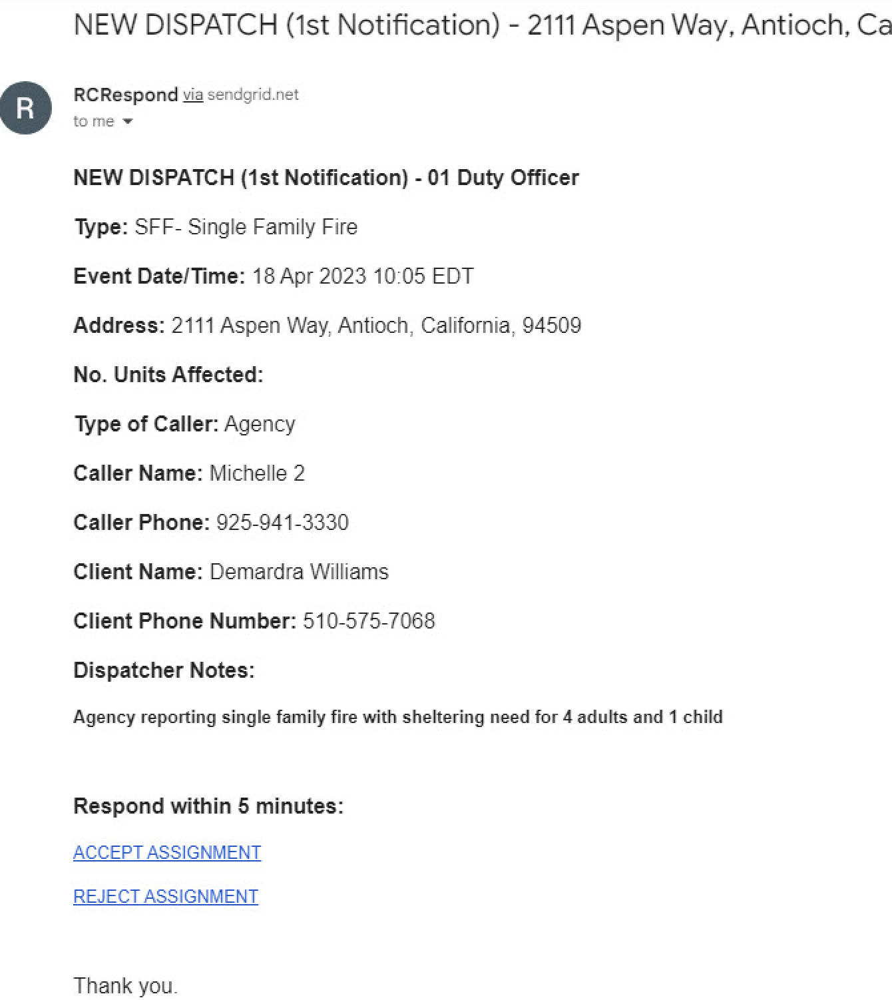 NEW DISPATCH (1st Notification) - 2111 Aspen Way, Antioch, Ca
R
RCRespond via sendgrid.net
to me
NEW DISPATCH (1st Notification) - 01 Duty Officer
Type: SFF- Single Family Fire
Event Date/Time: 18 Apr 2023 10:05 EDT
Address: 2111 Aspen Way, Antioch, California, 94509
No. Units Affected:
Type of Caller: Agency
Caller Name: Michelle 2
Caller Phone: 925-941-3330
Client Name: Demardra Williams
Client Phone Number: 510-575-7068
Dispatcher Notes:
Agency reporting single family fire with sheltering need for 4 adults and 1 child
Respond within 5 minutes:
ACCEPT ASSIGNMENT
REJECT ASSIGNMENT
Thank you.